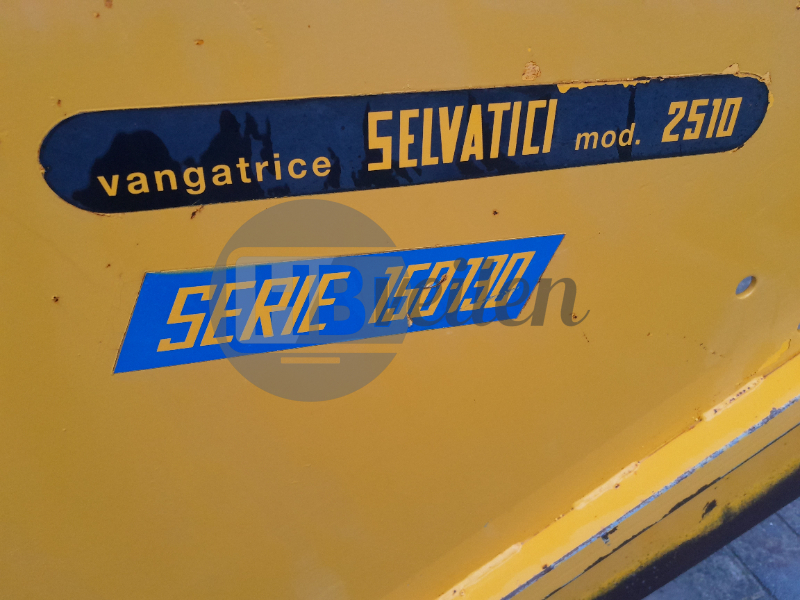 vangatrice SELVATICI mod. 2510
SERIE 150 130